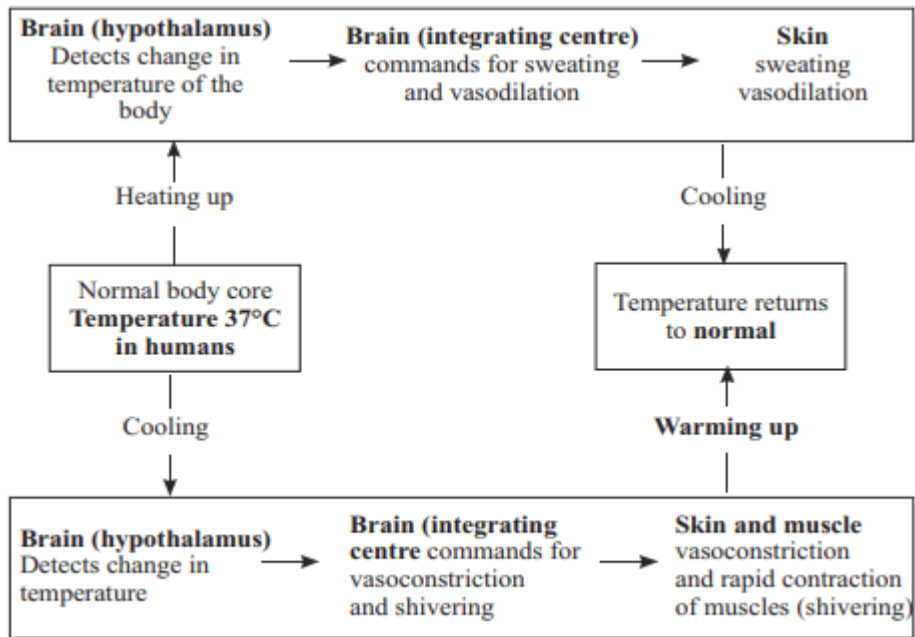 Brain (hypothalamus)
Detects change in
temperature of the
body
Brain (integrating centre)
commands for sweating
and vasodilation
Skin
sweating
vasodilation
Heating up
Cooling
Normal body core
Temperature 37°C
in humans
Temperature returns
to normal
Cooling
Warming up
Brain (hypothalamus)
Detects change in
temperature
Brain (integrating
centre commands for
vasoconstriction
and shivering
Skin and muscle
vasoconstriction
and rapid contraction
of muscles (shivering)